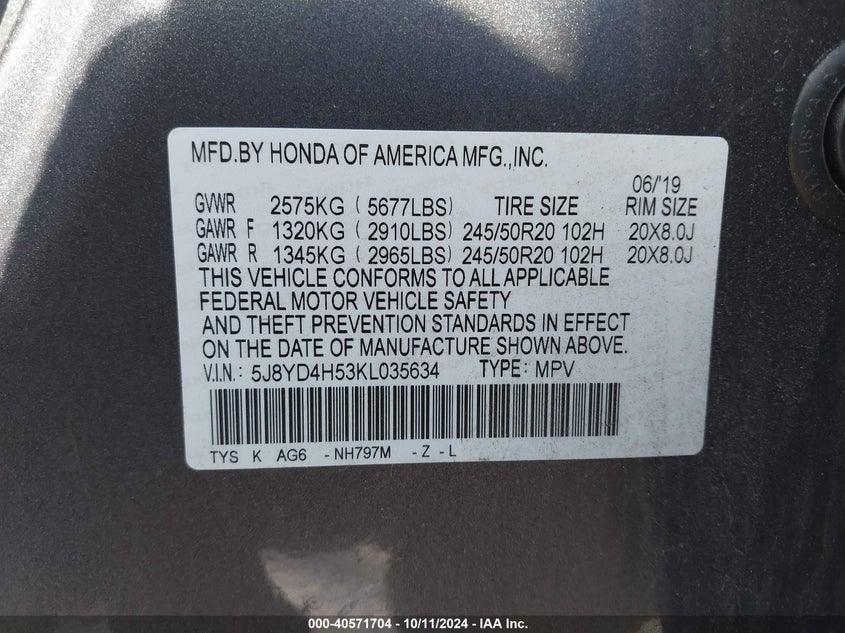 MFD.BY HONDA OF AMERICA MFG.,INC.
06/'19
GVWR 2575KG ( 5677LBS) TIRE SIZE RIM SIZE
GAWR F 1320KG ( 2910LBS) 245/50R20 102H 20X8.0J
GAWR R 1345KG ( 2965LBS) 245/50R20 102H 20X8.0J
THIS VEHICLE CONFORMS TO ALL APPLICABLE
FEDERAL MOTOR VEHICLE SAFETY
AND THEFT PREVENTION STANDARDS IN EFFECT
ON THE DATE OF MANUFACTURE SHOWN ABOVE.
V.I.N.: 5J8YD4H53KL035634 TYPE: MPV
TYS K AG6 -NH797M -Z -L
000-40571704 - 10/11/2024 - IAA Inc.